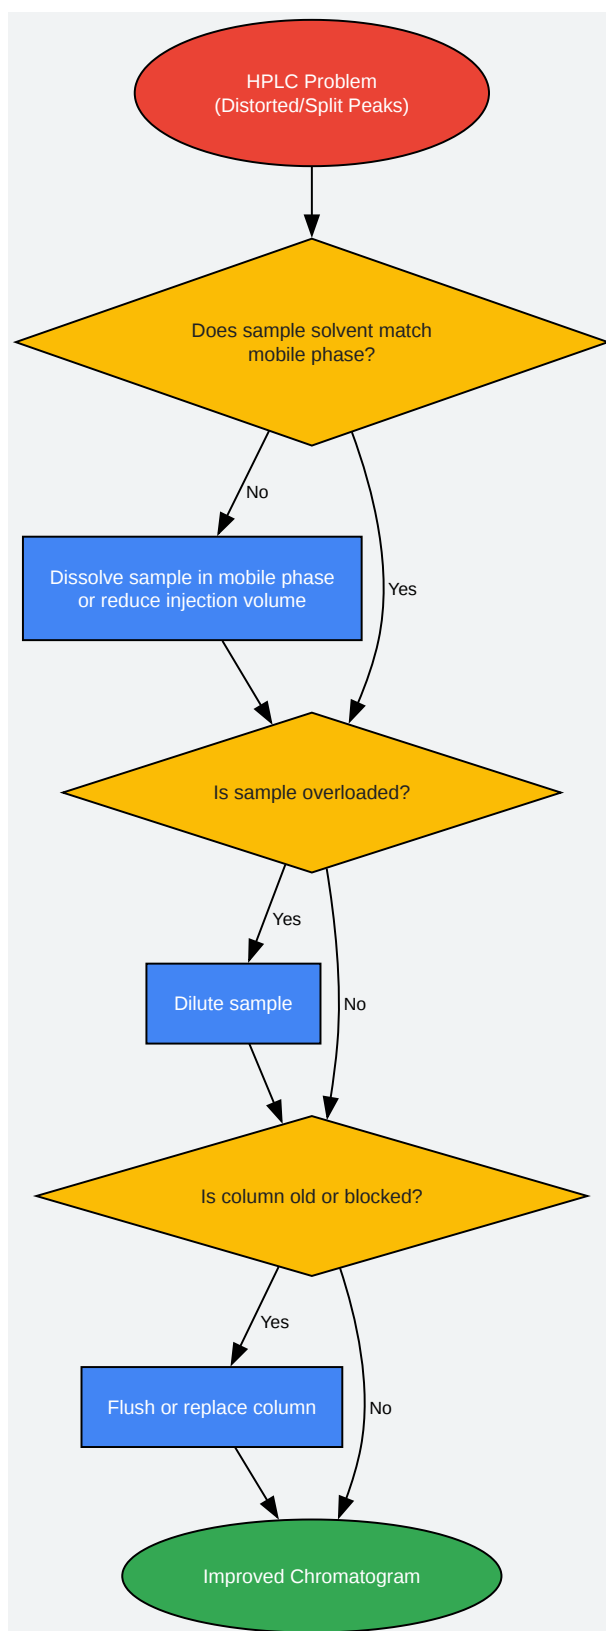 HPLC Problem
(Distorted/Split Peaks)
Does sample solvent match
mobile phase?
No
Dissolve sample in mobile phase
or reduce injection volume
Yes
Is sample overloaded?
Yes
Dilute sample
No
Is column old or blocked?
Yes
Flush or replace column
No
Improved Chromatogram